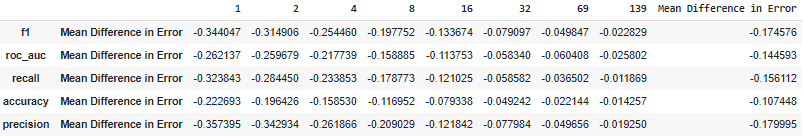 1 2 4 8 16 32 69 139 Mean Difference in Error
f1 Mean Difference in Error -0.344047 -0.314906 -0.254460 -0.197752 -0.133674 -0.079097 -0.049847 -0.022829 -0.174576
roc_auc Mean Difference in Error -0.262137 -0.259679 -0.217739 -0.158885 -0.113753 -0.058340 -0.060408 -0.025802 -0.144593
recall Mean Difference in Error -0.323843 -0.284450 -0.233853 -0.178773 -0.121025 -0.058582 -0.036502 -0.011869 -0.156112
accuracy Mean Difference in Error -0.222693 -0.196426 -0.158530 -0.116952 -0.079338 -0.049242 -0.022144 -0.014257 -0.107448
precision Mean Difference in Error -0.357395 -0.342934 -0.261866 -0.209029 -0.121842 -0.077984 -0.049656 -0.019250 -0.179995